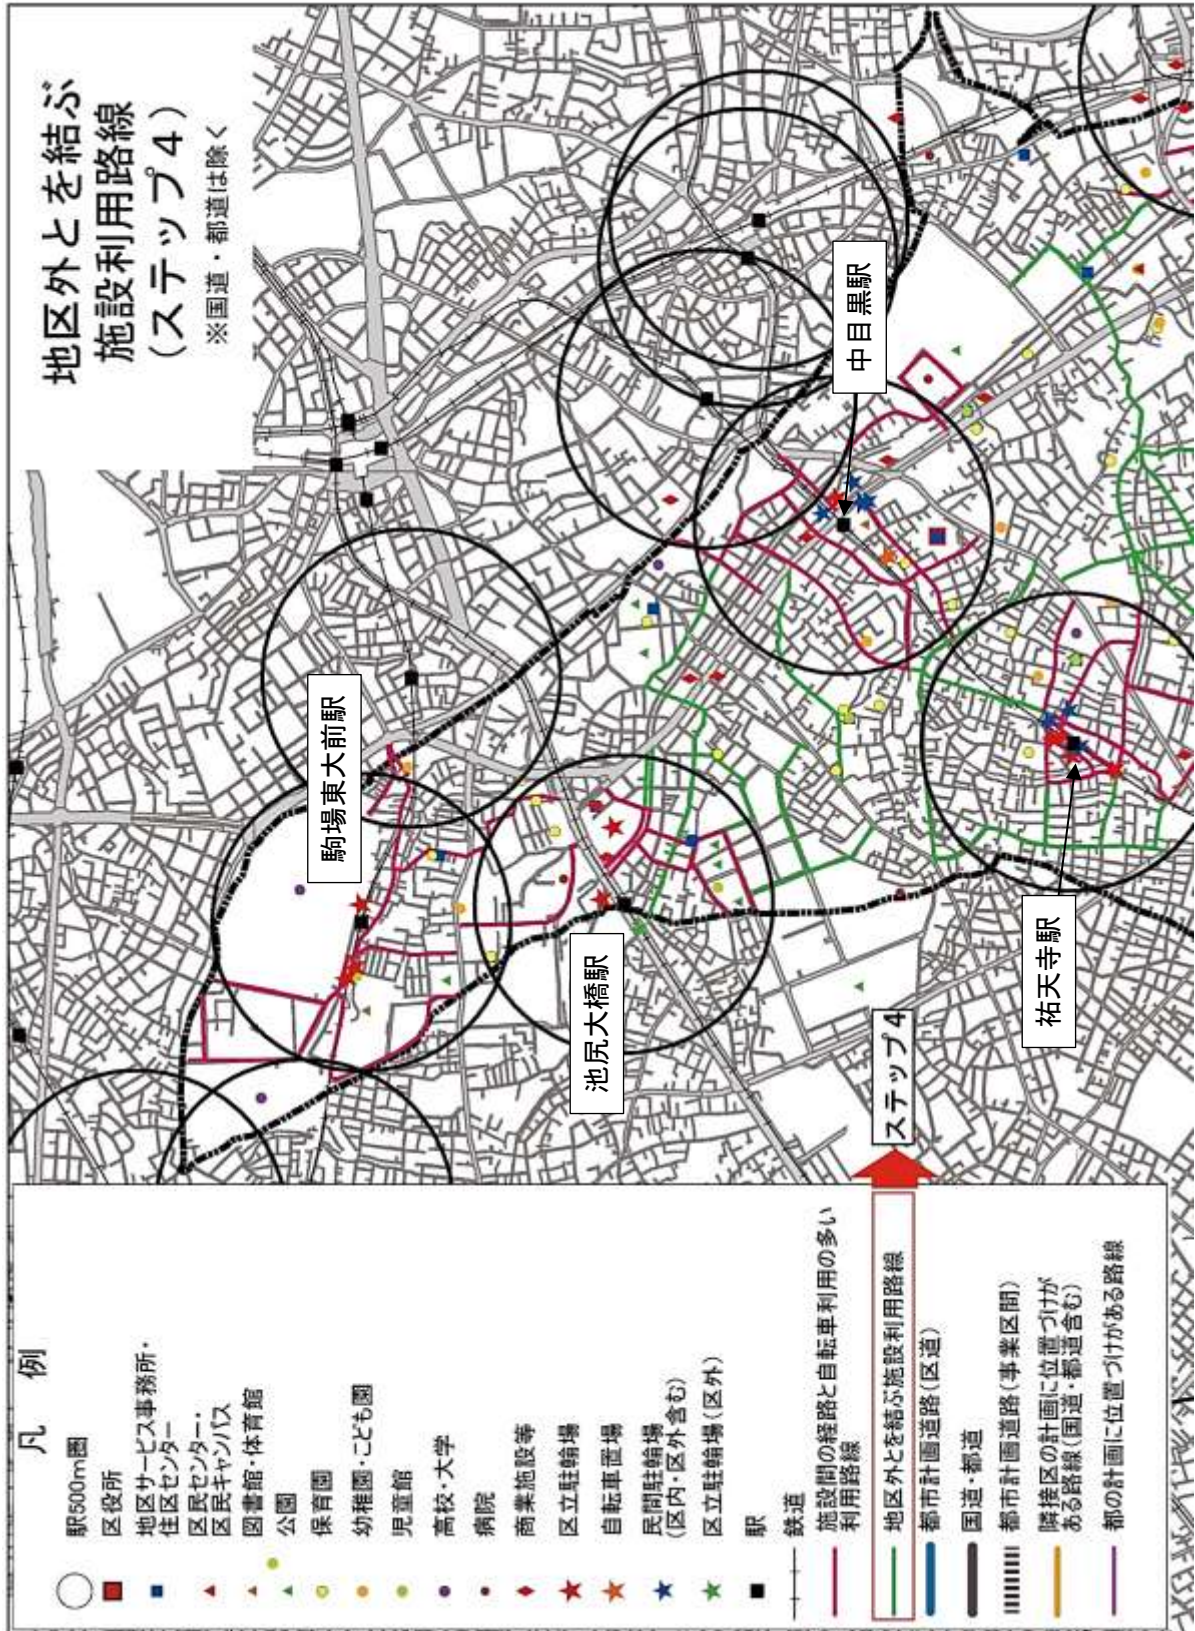 地区外とを結ぶ
施設利用路線
(ステップ４)
※国道・都道は除く
駒場東大前駅
池尻大橋駅
中目黒駅
祐天寺駅
凡　例
駅500m圏
区役所
地区サービス事務所・
住区センター
区民センター・
区民キャンパス
図書館・体育館
公園
保育園
幼稚園・こども園
児童館
高校・大学
病院
商業施設等
区立駐輪場
自転車置場
民間駐輪場
(区内・区外含む)
区立駐輪場(区外)
駅
鉄道
施設間の経路と自転車利用の多い
利用路線
地区外とを結ぶ施設利用路線
ステップ4
都市計画道路(区道)
国道・都道
都市計画道路(事業区間)
隣接区の計画に位置づけが
ある路線(国道・都道含む)
都の計画に位置づけがある路線